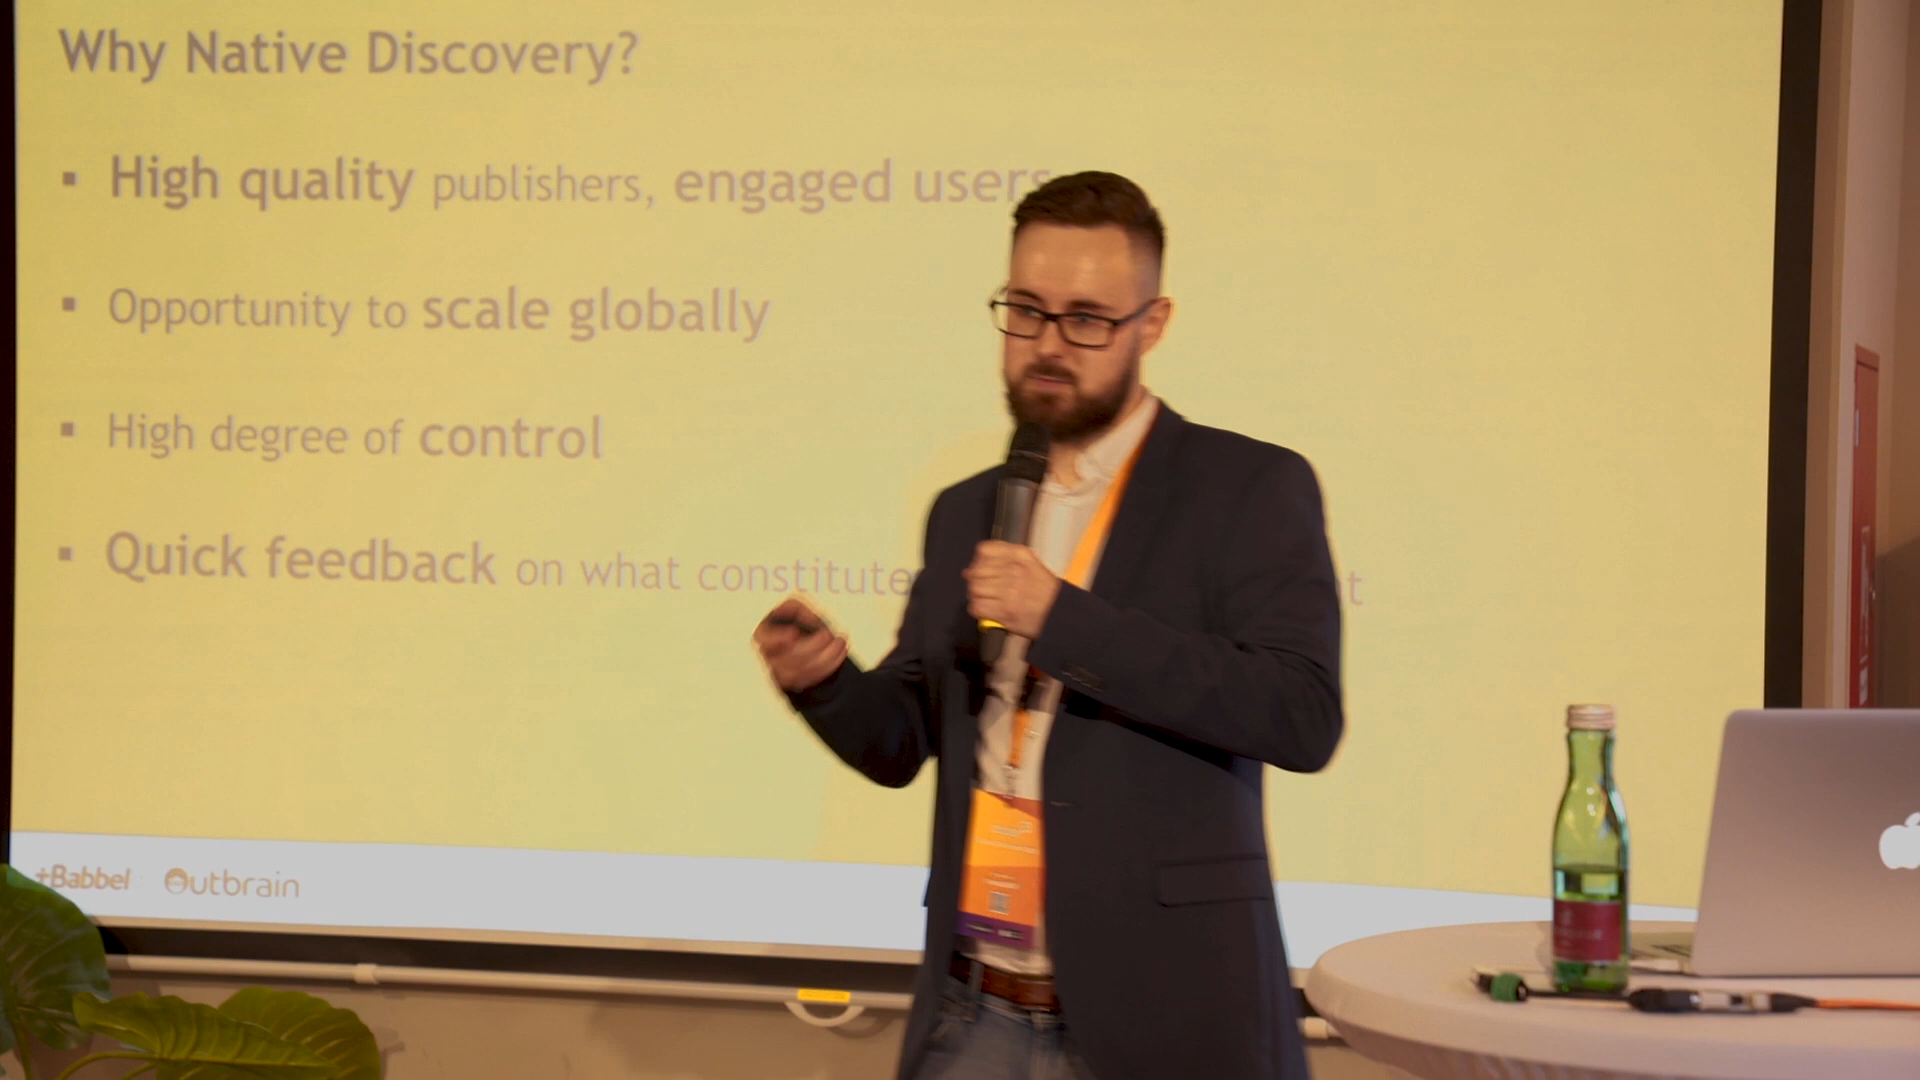 Why Native Discovery?
▪ High quality publishers, engaged users
▪ Opportunity to scale globally
▪ High degree of control
▪ Quick feedback on what constitute
+Babbel Outbrain